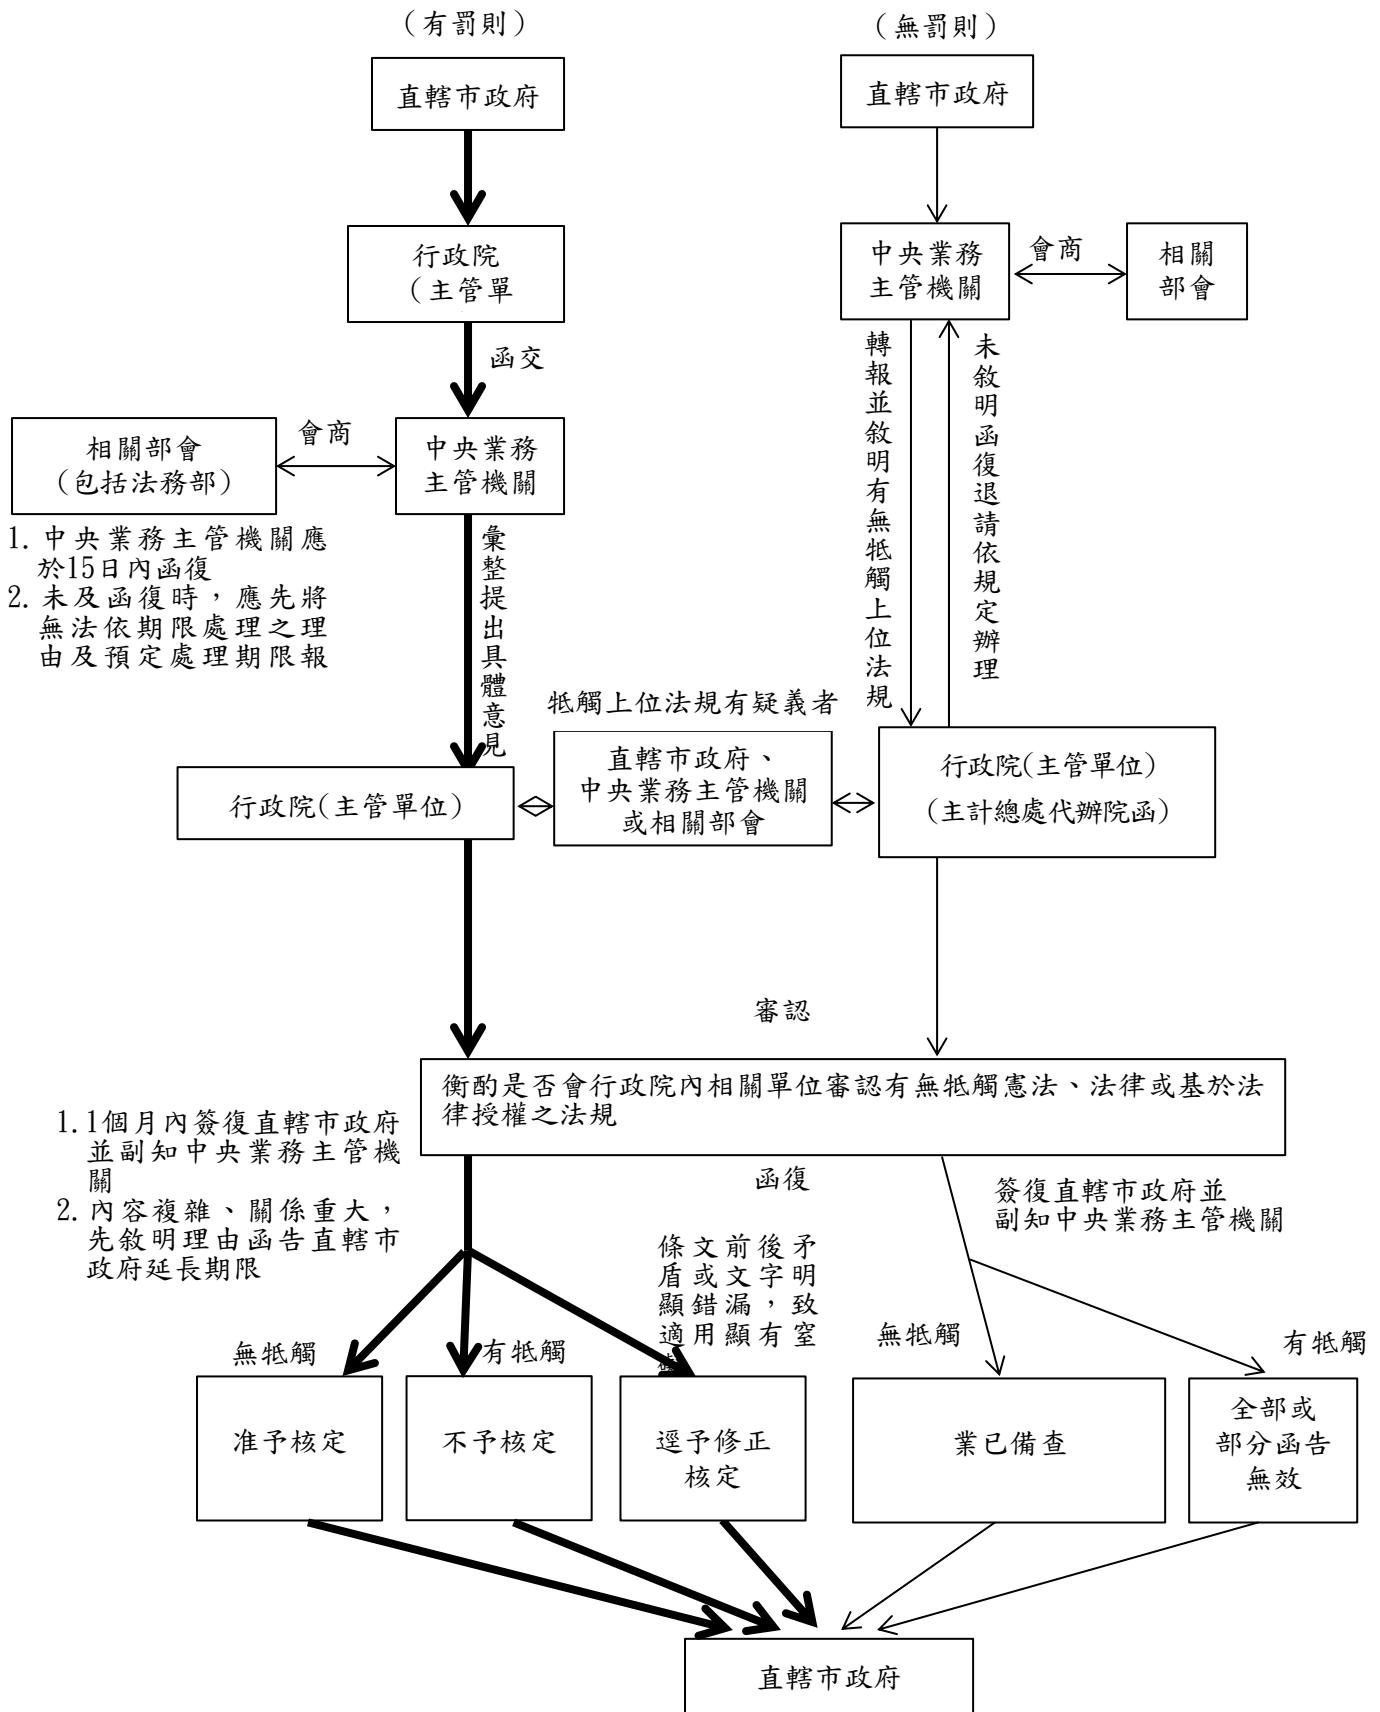 （有罰則）
（無罰則）
直轄市政府
直轄市政府
行政院
（主管單
中央業務
主管機關
會商
相關
部會
函交
轉報並敘明有無牴觸上位法規
未敘明函復退請依規定辦理
相關部會
（包括法務部）
會商
中央業務
主管機關
1. 中央業務主管機關應
於15日內函復
2. 未及函復時，應先將
無法依期限處理之理
由及預定處理期限報
彙整提出具體意見
牴觸上位法規有疑義者
行政院(主管單位)
直轄市政府、
中央業務主管機關
或相關部會
行政院(主管單位)
(主計總處代辦院函)
審認
衡酌是否會行政院內相關單位審認有無牴觸憲法、法律或基於法
律授權之法規
1. 1個月內簽復直轄市政府
並副知中央業務主管機
關
2. 內容複雜、關係重大，
先敘明理由函告直轄市
政府延長期限
函復
簽復直轄市政府並
副知中央業務主管機關
條文前後矛
盾或文字明
顯錯漏，致
適用顯有窒
無牴觸
有牴觸
無牴觸
有牴觸
准予核定
不予核定
逕予修正
核定
業已備查
全部或
部分函告
無效
直轄市政府